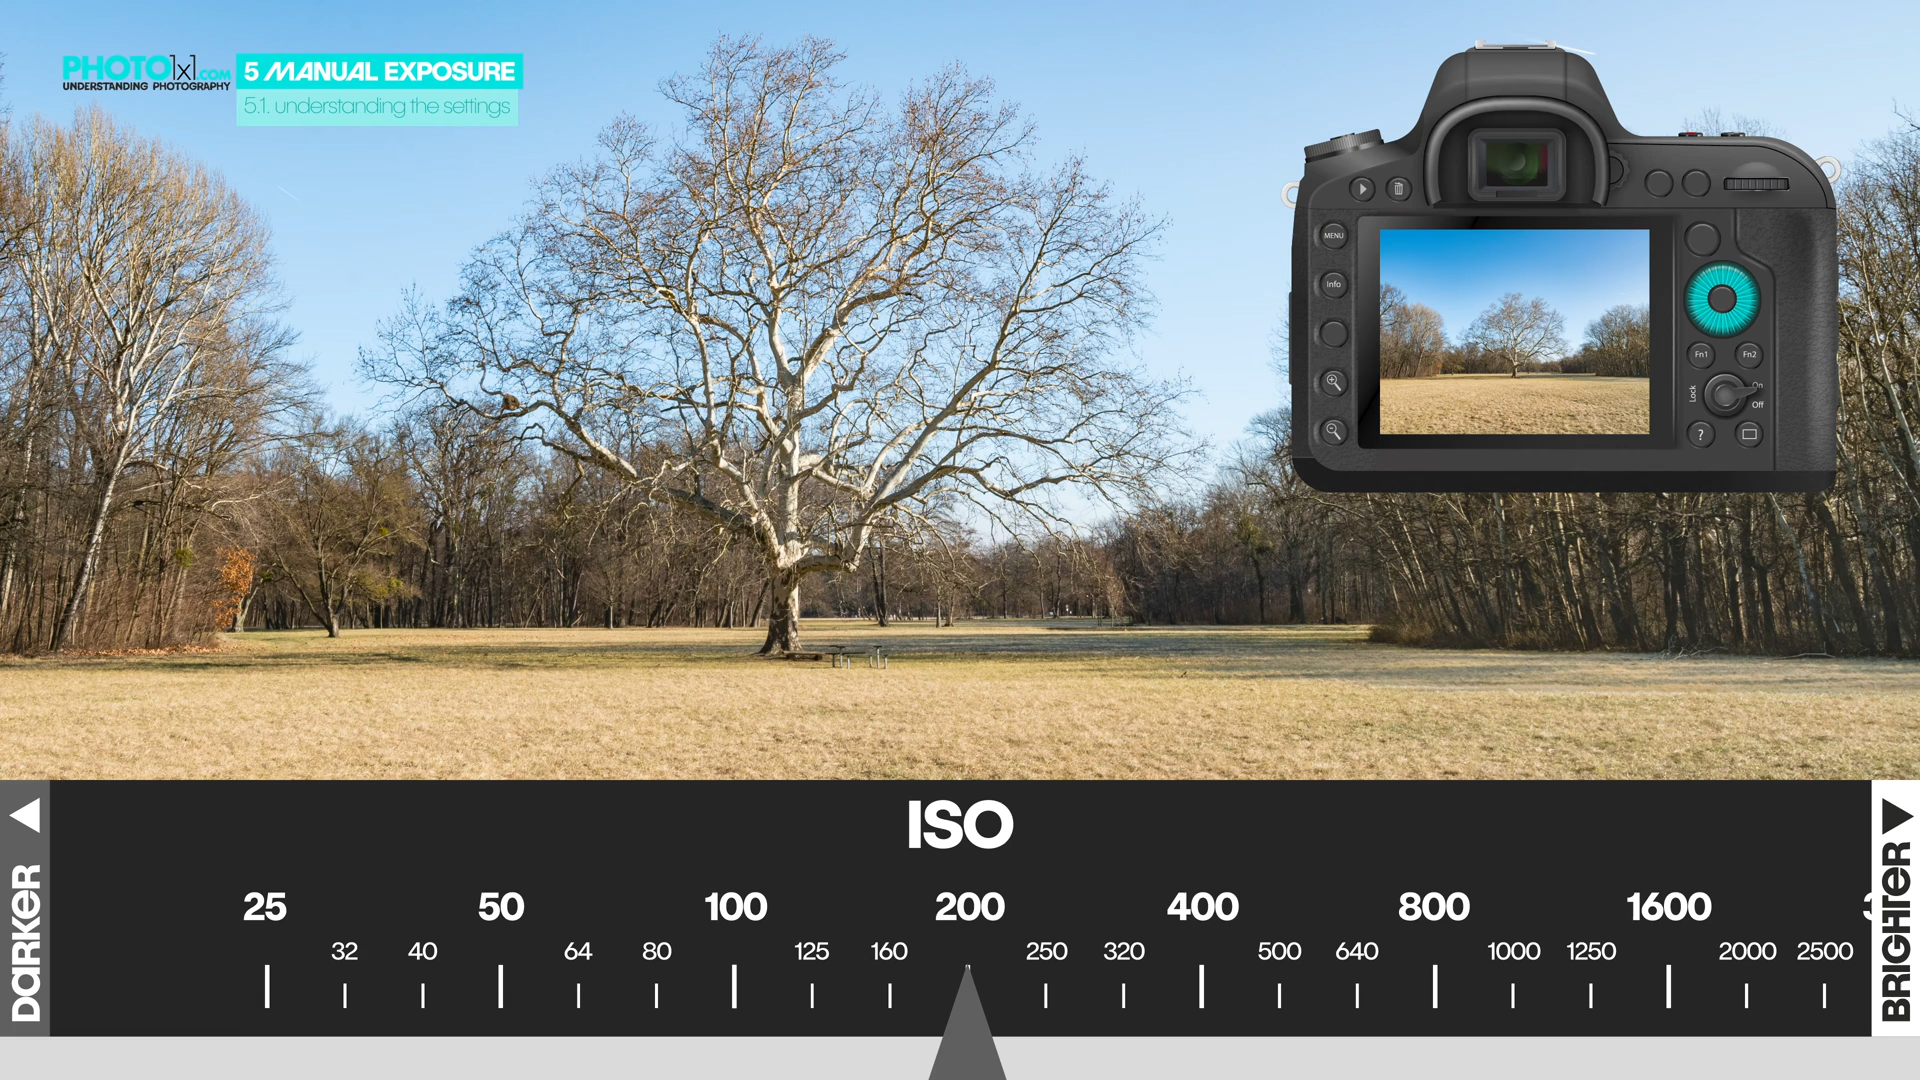 PHOTO1x1.COM
UNDERSTANDING PHOTOGRAPHY
5 MANUAL EXPOSURE
5.1. understanding the settings
MENU
Info
Fn1 Fn2
Lock On
Off
?
ISO
DARKER
BRIGHTER
25 50 100 200 400 800 1600
32 40 64 80 125 160 250 320 500 640 1000 1250 2000 2500